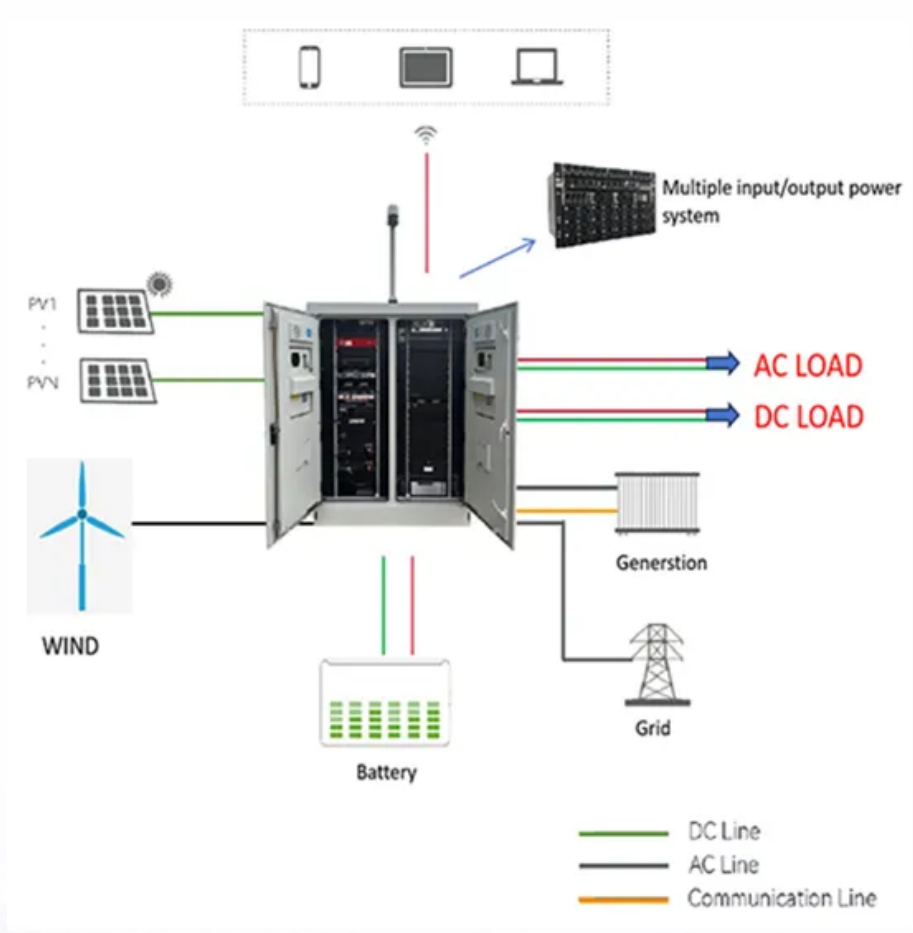 Multiple input/output power
system
PV1
PVN
AC LOAD
DC LOAD
WIND
Generstion
Grid
Battery
DC Line
AC Line
Communication Line